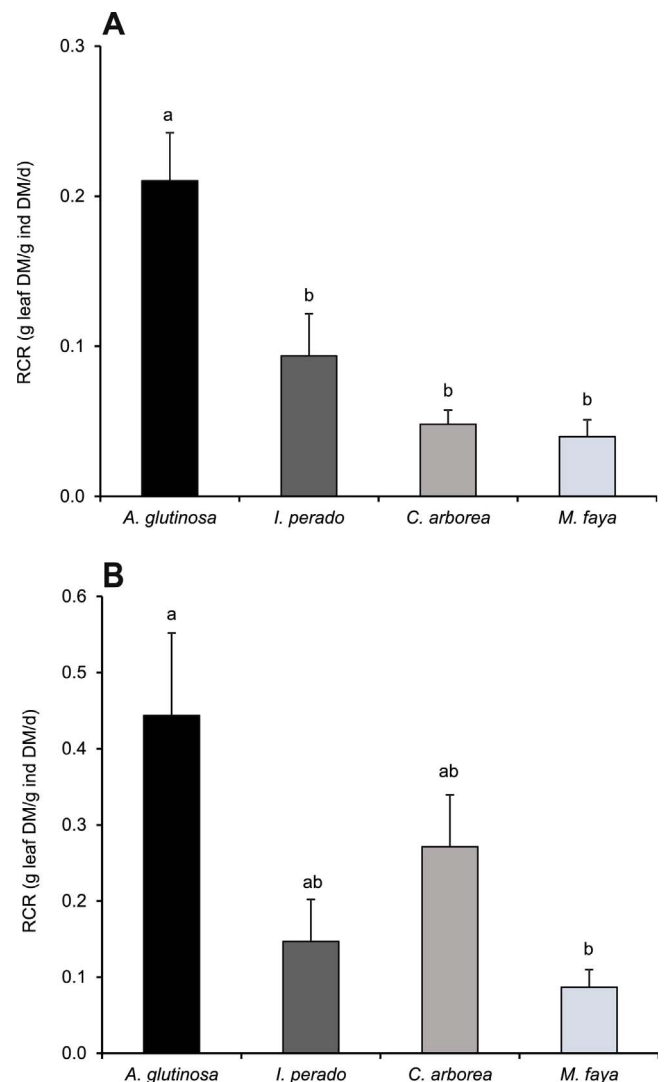 A
0.3
a
0.2
RCR (g leaf DM/g ind DM/d)
b
0.1
b
b
0.0
A. glutinosa I. perado C. arborea M. faya
B
0.6
a
0.5
ab
0.4
RCR (g leaf DM/g ind DM/d)
0.3
ab
0.2
b
0.1
0.0
A. glutinosa I. perado C. arborea M. faya